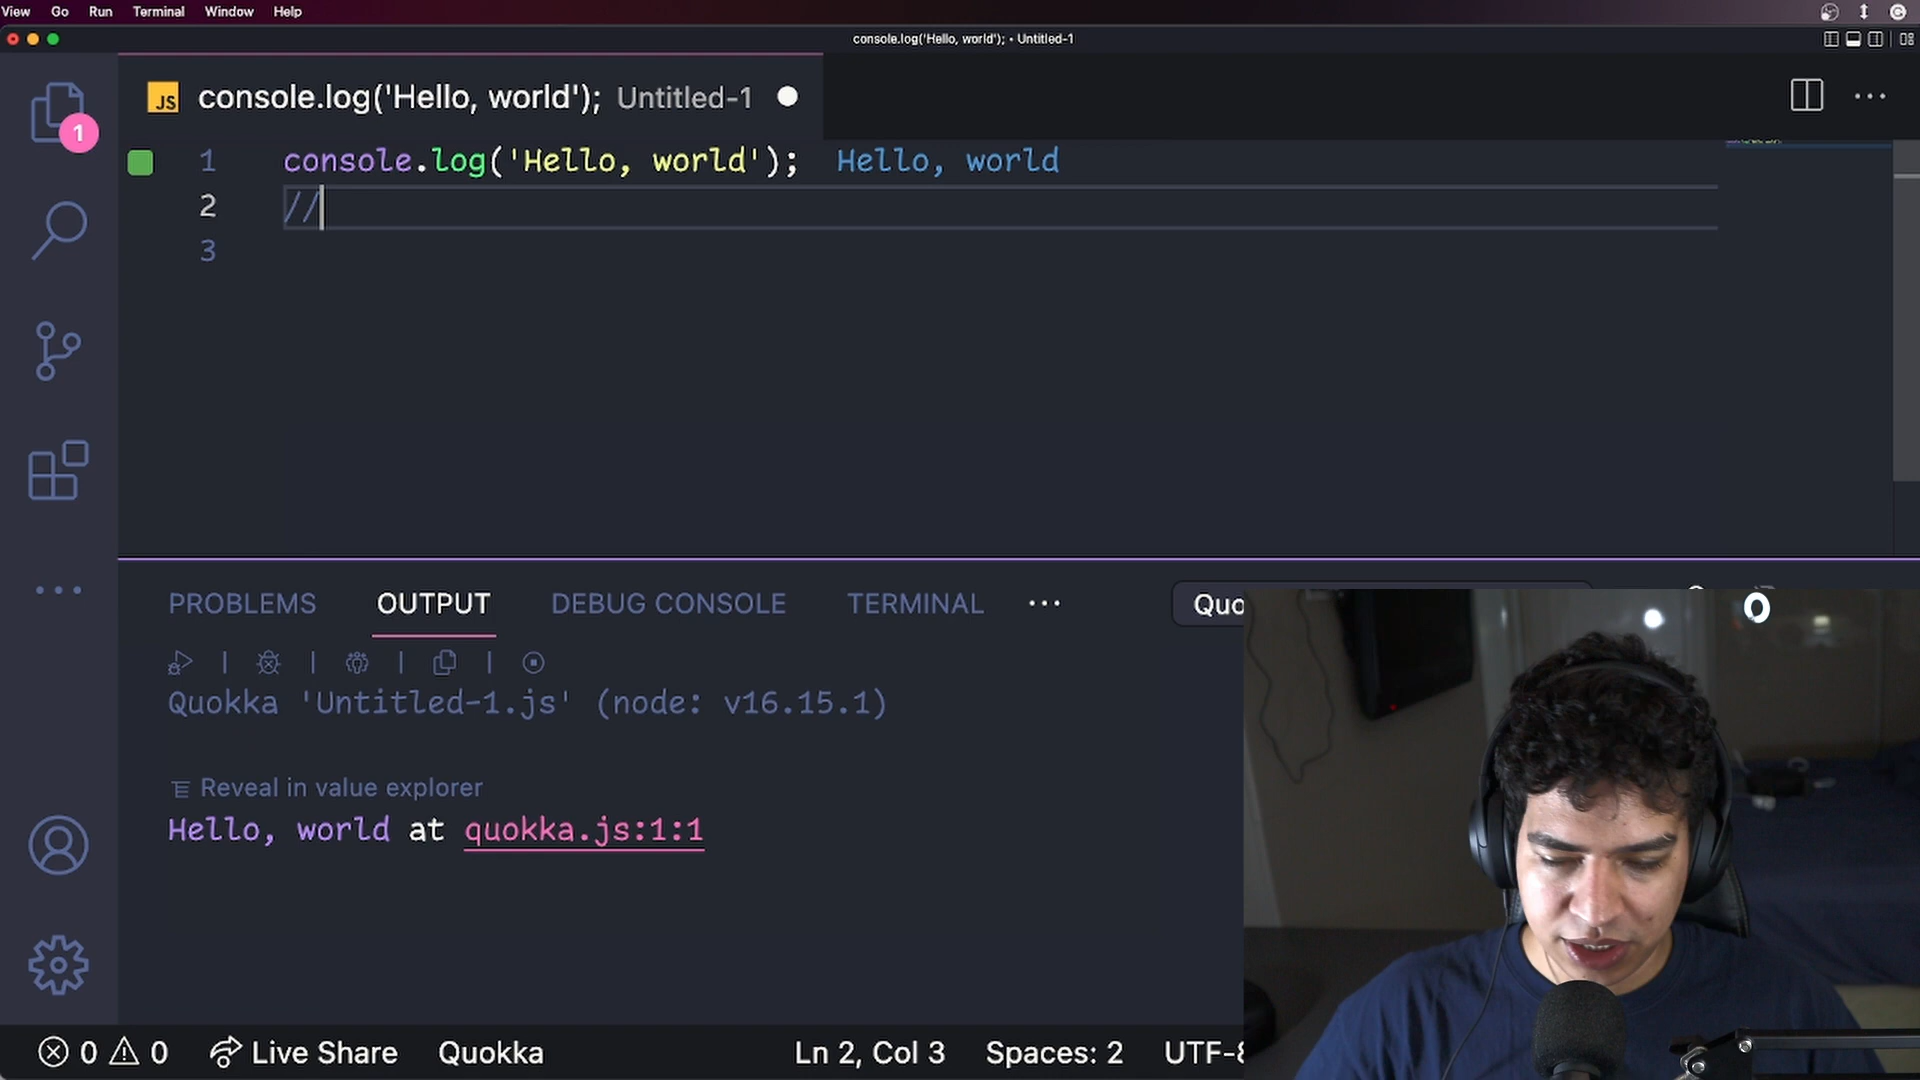 View Go Run Terminal Window Help
console.log('Hello, world'); • Untitled-1
JS console.log('Hello, world'); Untitled-1
1
1 console.log('Hello, world'); Hello, world
2 //
3
PROBLEMS OUTPUT DEBUG CONSOLE TERMINAL ... Quo
Quokka 'Untitled-1.js' (node: v16.15.1)
Reveal in value explorer
Hello, world at quokka.js:1:1
0 0 Live Share Quokka Ln 2, Col 3 Spaces: 2 UTF-8